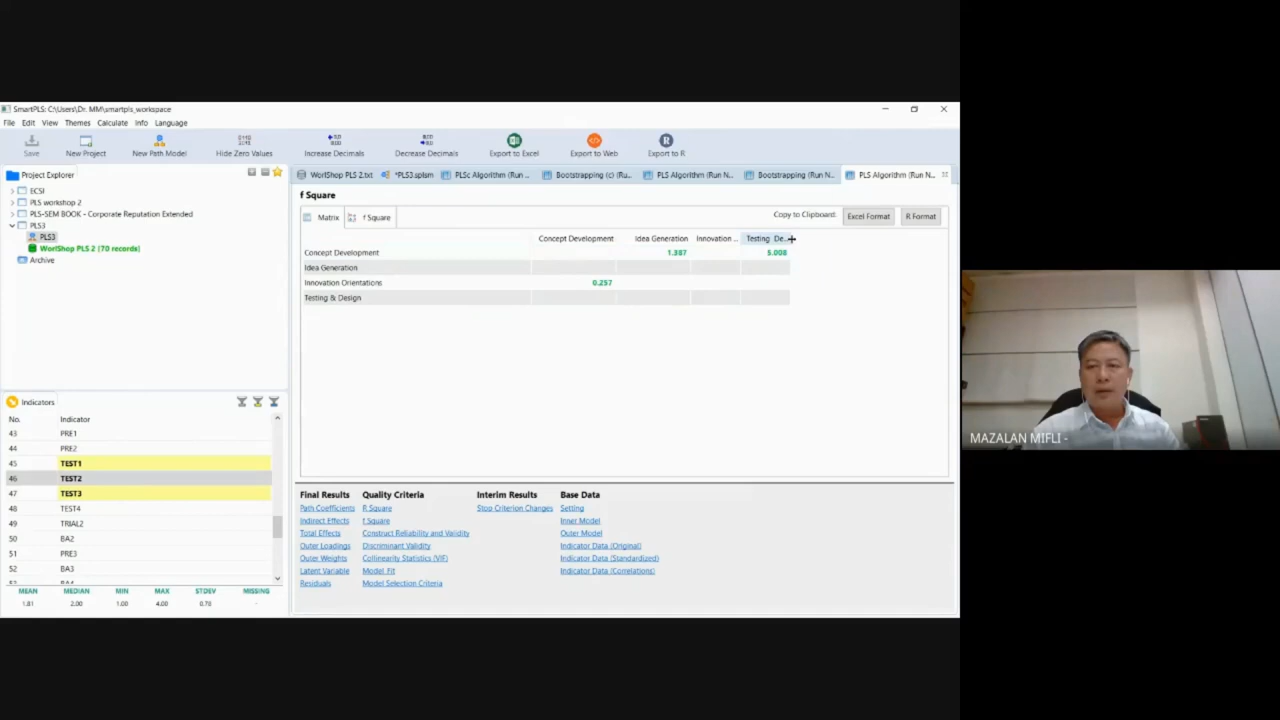 SmartPLS: C:\Users\Dr. MM\smartpls_workspace
File Edit View Themes Calculate Info Language
Save New Project New Path Model Hide Zero Values Increase Decimals Decrease Decimals Export to Excel Export to Web Export to R
Project Explorer
ECSI
PLS workshop 2
PLS-SEM BOOK - Corporate Reputation Extended
PLS3
PLS3
WorlShop PLS 2 [70 records]
Archive
WorlShop PLS 2.txt *PLS3.splsm PLSc Algorithm (Run ... Bootstrapping (c) (Ru... PLS Algorithm (Run N... Bootstrapping (Run N... PLS Algorithm (Run N...
f Square
Matrix f Square Copy to Clipboard: Excel Format R Format
Concept Development Idea Generation Innovation ... Testing De...
Concept Development 1.387 5.008
Idea Generation
Innovation Orientations 0.257
Testing & Design
Indicators
No. Indicator
43 PRE1
44 PRE2
45 TEST1
46 TEST2
47 TEST3
48 TEST4
49 TRIAL2
50 BA2
51 PRE3
52 BA3
MEAN MEDIAN MIN MAX STDEV MISSING
1.81 2.00 1.00 4.00 0.78 -
Final Results Quality Criteria Interim Results Base Data
Path Coefficients R Square Stop Criterion Changes Setting
Indirect Effects f Square Inner Model
Total Effects Construct Reliability and Validity Outer Model
Outer Loadings Discriminant Validity Indicator Data (Original)
Outer Weights Collinearity Statistics (VIF) Indicator Data (Standardized)
Latent Variable Model_Fit Indicator Data (Correlations)
Residuals Model Selection Criteria
MAZALAN MIFLI -